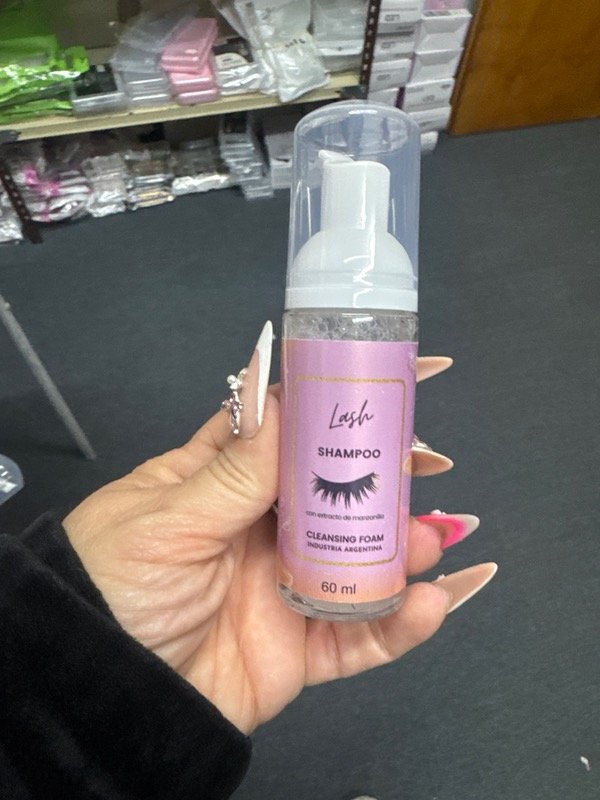 Lash
SHAMPOO
con extracto de manzanilla
CLEANSING FOAM
INDUSTRIA ARGENTINA
60 ml